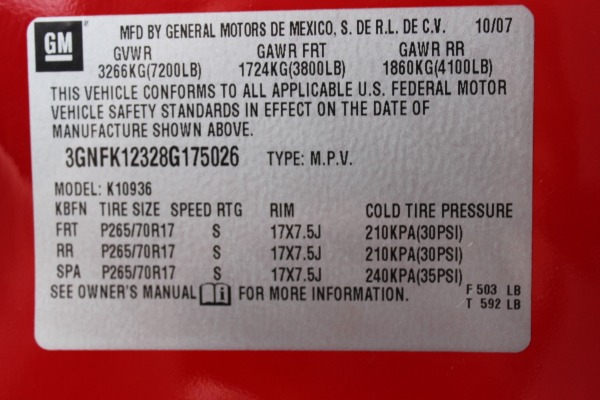 GM
MFD BY GENERAL MOTORS DE MEXICO, S. DE R.L. DE C.V. 10/07
GVWR GAWR FRT GAWR RR
3266KG(7200LB) 1724KG(3800LB) 1860KG(4100LB)
THIS VEHICLE CONFORMS TO ALL APPLICABLE U.S. FEDERAL MOTOR
VEHICLE SAFETY STANDARDS IN EFFECT ON THE DATE OF
MANUFACTURE SHOWN ABOVE.
3GNFK12328G175026 TYPE: M.P.V.
MODEL: K10936
KBFN TIRE SIZE SPEED RTG RIM COLD TIRE PRESSURE
FRT P265/70R17 S 17X7.5J 210KPA(30PSI)
RR P265/70R17 S 17X7.5J 210KPA(30PSI)
SPA P265/70R17 S 17X7.5J 240KPA(35PSI)
SEE OWNER'S MANUAL i FOR MORE INFORMATION.
F 503 LB
T 592 LB